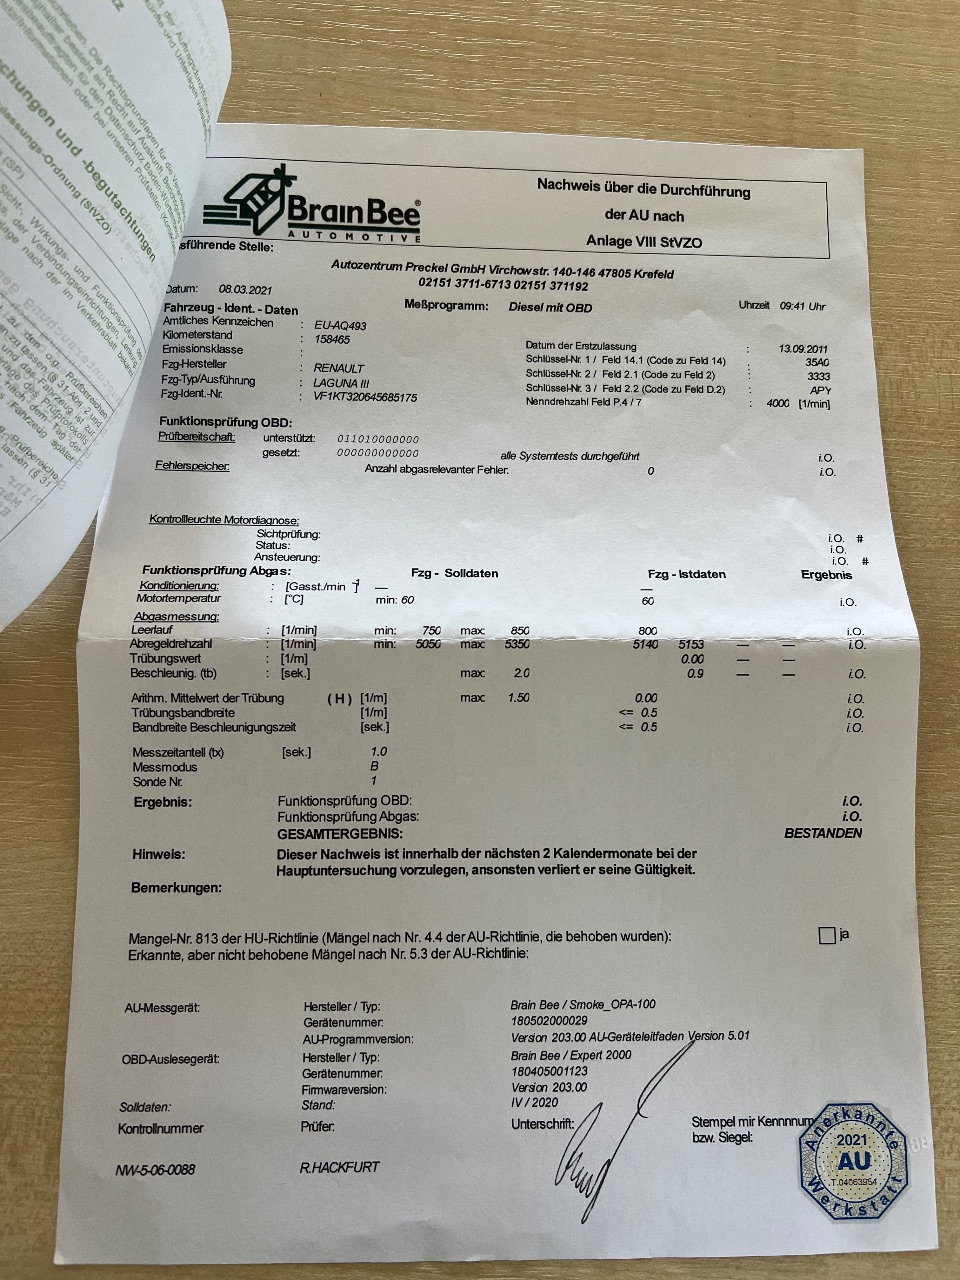 schungen und -begutachtungen
lassungs-Ordnung (StVZO)
(SP)
BrainBee®
AUTOMOTIVE
Nachweis über die Durchführung
der AU nach
Anlage VIII StVZO
sführende Stelle:
Autozentrum Preckel GmbH Virchowstr. 140-146 47805 Krefeld
02151 3711-6713 02151 371192
Datum: 08.03.2021 Meßprogramm: Diesel mit OBD Uhrzeit 09:41 Uhr
Fahrzeug - Ident. - Daten
Amtliches Kennzeichen : EU-AQ493
Kilometerstand : 158465
Emissionsklasse :
Fzg-Hersteller : RENAULT
Fzg-Typ/Ausführung : LAGUNA III
Fzg-Ident.-Nr. : VF1KT320645685175
Datum der Erstzulassung : 13.09.2011
Schlüssel-Nr. 1 / Feld 14.1 (Code zu Feld 14) : 35A0
Schlüssel-Nr. 2 / Feld 2.1 (Code zu Feld 2) : 3333
Schlüssel-Nr. 3 / Feld 2.2 (Code zu Feld D.2) : APY
Nenndrehzahl Feld P.4 / 7 : 4000 [1/min]
Funktionsprüfung OBD:
Prüfbereitschaft: unterstützt: 011010000000
gesetzt: 000000000000 alle Systemtests durchgeführt i.O.
Fehlerspeicher: Anzahl abgasrelevanter Fehler: 0 i.O.
Kontrollleuchte Motordiagnose:
Sichtprüfung: i.O. #
Status: i.O.
Ansteuerung: i.O. #
Funktionsprüfung Abgas: Fzg - Solldaten Fzg - Istdaten Ergebnis
Konditionierung: : [Gasst./min -1] — —
Motortemperatur : [°C] min: 60 60 i.O.
Abgasmessung:
Leerlauf : [1/min] min: 750 max: 850 800 i.O.
Abregeldrehzahl : [1/min] min: 5050 max: 5350 5140 5153 — — i.O.
Trübungswert : [1/m] 0.00 — —
Beschleunig. (tb) : [sek.] max: 2.0 0.9 — — i.O.
Arithm. Mittelwert der Trübung (H) [1/m] max: 1.50 0.00 i.O.
Trübungsbandbreite [1/m] <= 0.5 i.O.
Bandbreite Beschleunigungszeit [sek.] <= 0.5 i.O.
Messzeitantell (tx) [sek.] 1.0
Messmodus B
Sonde Nr. 1
Ergebnis: Funktionsprüfung OBD: i.O.
Funktionsprüfung Abgas: i.O.
GESAMTERGEBNIS: BESTANDEN
Hinweis: Dieser Nachweis ist innerhalb der nächsten 2 Kalendermonate bei der
Hauptuntersuchung vorzulegen, ansonsten verliert er seine Gültigkeit.
Bemerkungen:
Mangel-Nr. 813 der HU-Richtlinie (Mängel nach Nr. 4.4 der AU-Richtlinie, die behoben wurden): ja
Erkannte, aber nicht behobene Mängel nach Nr. 5.3 der AU-Richtlinie:
AU-Messgerät: Hersteller / Typ: Brain Bee / Smoke_OPA-100
Gerätenummer: 180502000029
AU-Programmversion: Version 203.00 AU-Geräteleitfaden Version 5.01
OBD-Auslesegerät: Hersteller / Typ: Brain Bee / Expert 2000
Gerätenummer: 180405001123
Firmwareversion: Version 203.00
Solldaten: Stand: IV / 2020
Kontrollnummer Prüfer: Unterschrift: Stempel mir Kennnum
bzw. Siegel:
NW-5-06-0088 R.HACKFURT
Anerkannte
2021
AU
.T.04063954.
Werkstatt